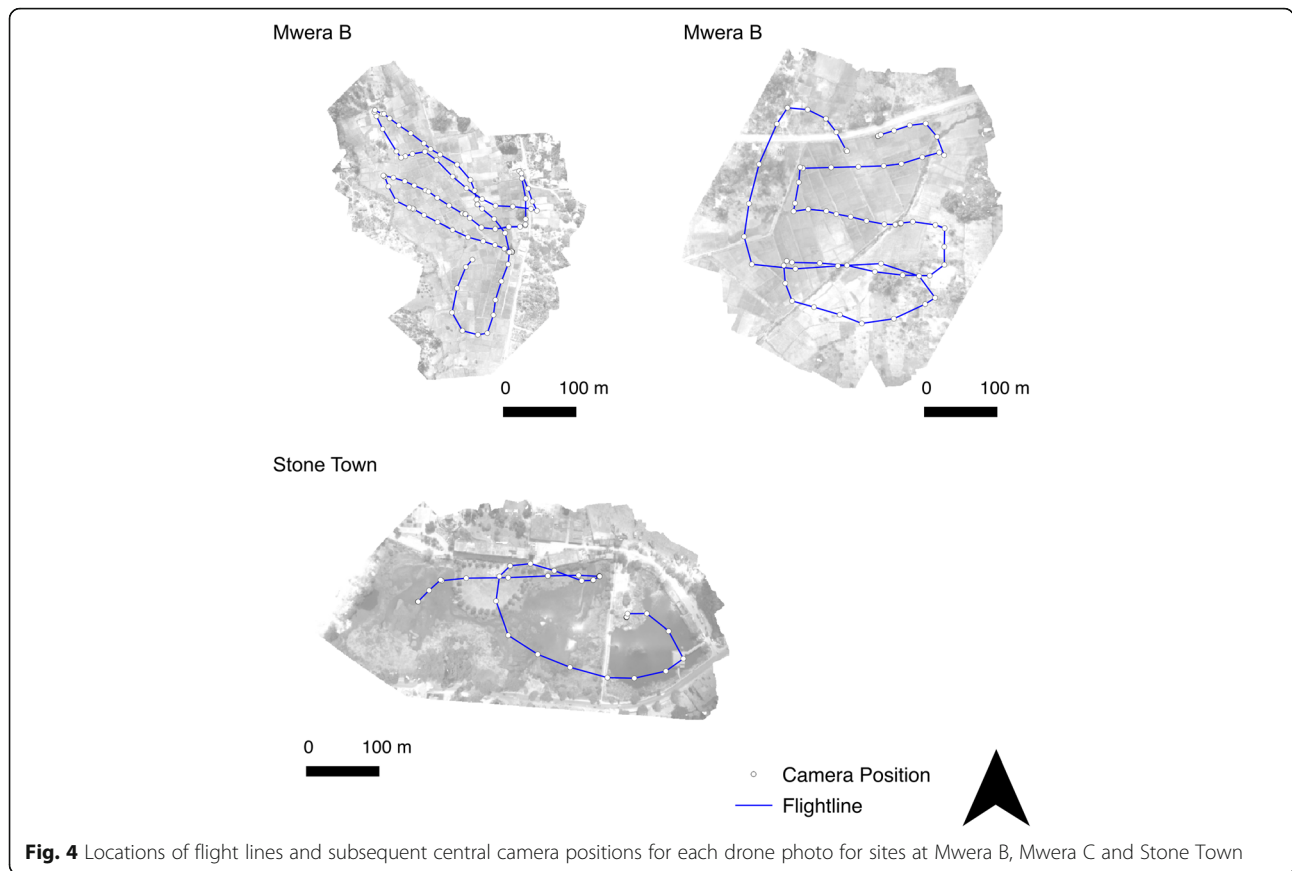 Mwera B
Mwera B
0 100 m
0 100 m
Stone Town
0 100 m
Camera Position
Flightline
Fig. 4 Locations of flight lines and subsequent central camera positions for each drone photo for sites at Mwera B, Mwera C and Stone Town